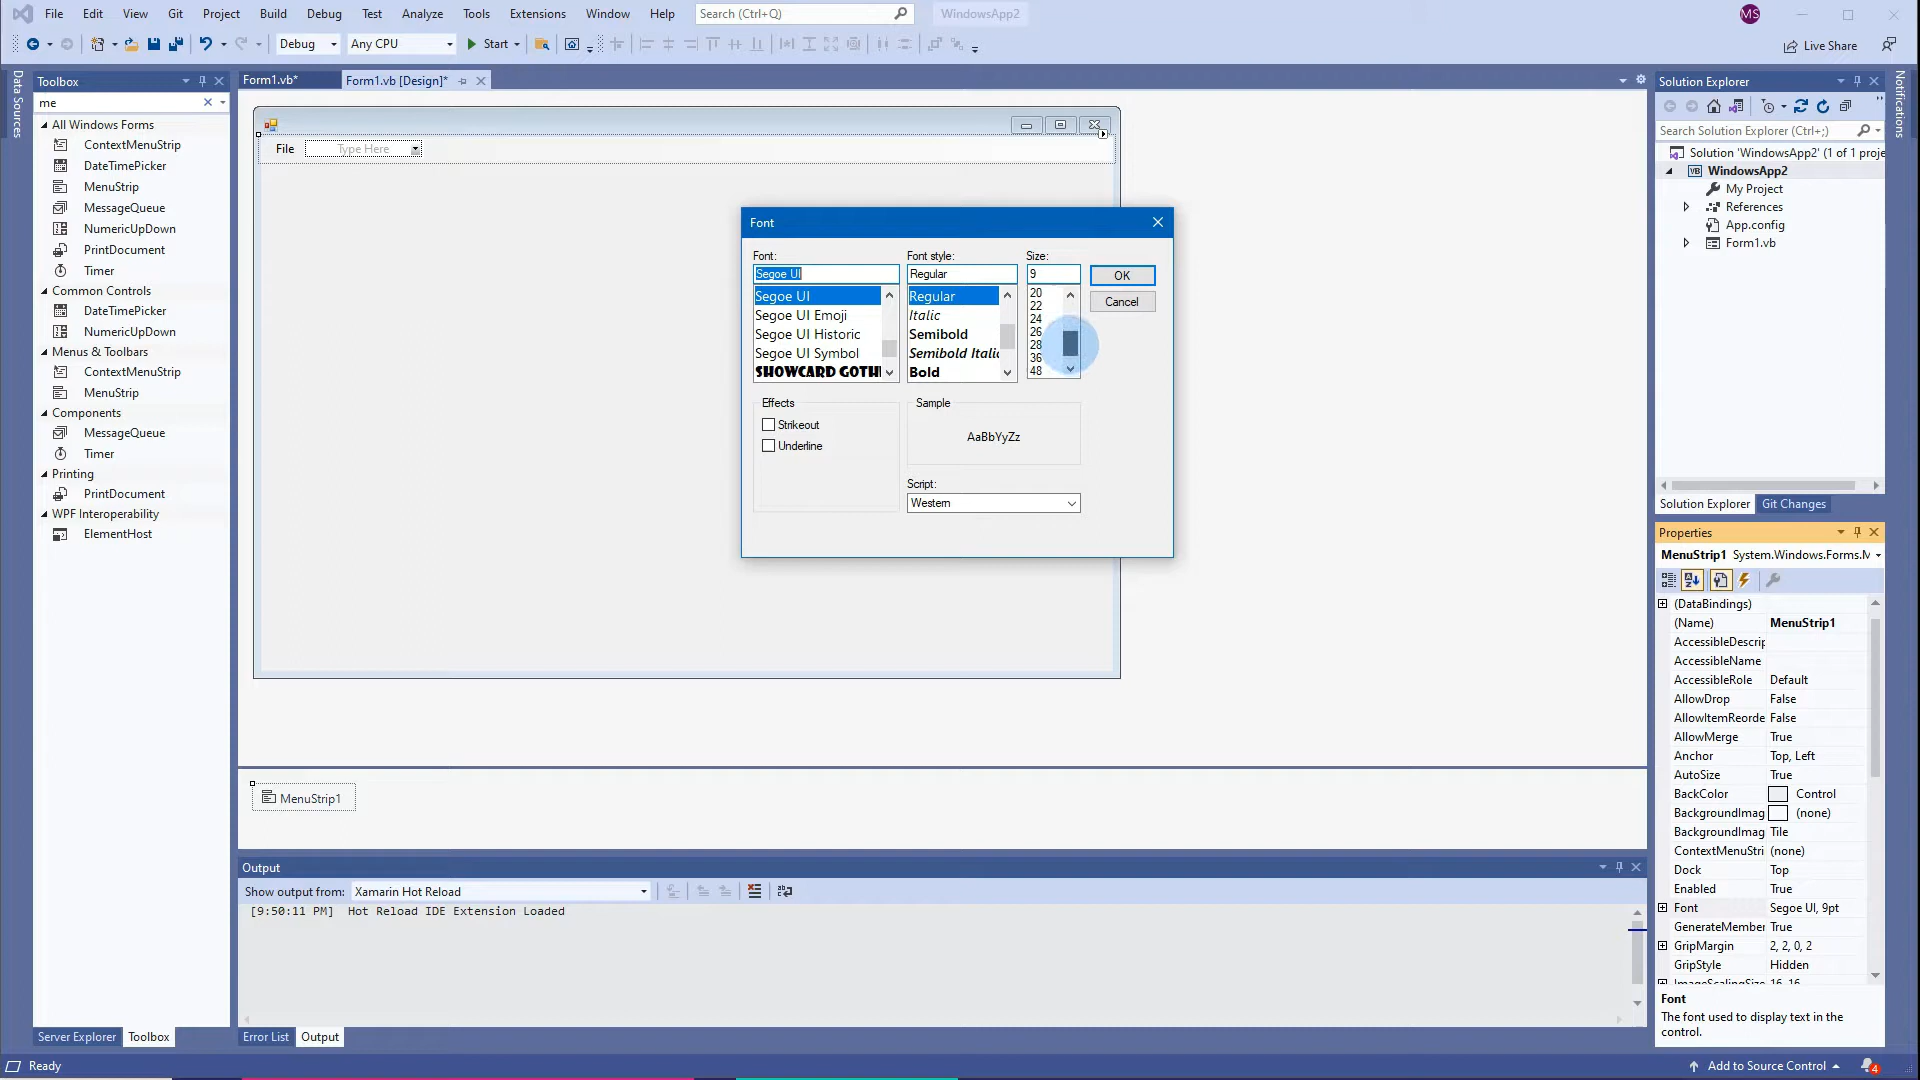 File Edit View Git Project Build Debug Test Analyze Tools Extensions Window Help Search (Ctrl+Q) WindowsApp2 MS
Debug Any CPU Start Live Share
Data Sources
Toolbox
me
All Windows Forms
ContextMenuStrip
DateTimePicker
MenuStrip
MessageQueue
NumericUpDown
PrintDocument
Timer
Common Controls
DateTimePicker
NumericUpDown
Menus & Toolbars
ContextMenuStrip
MenuStrip
Components
MessageQueue
Timer
Printing
PrintDocument
WPF Interoperability
ElementHost
Server Explorer Toolbox
Form1.vb* Form1.vb [Design]*
File Type Here
Font
Font: Font style: Size:
Segoe UI Regular 9 OK
Segoe UI
Segoe UI Emoji
Segoe UI Historic
Segoe UI Symbol
SHOWCARD GOTH
Regular
Italic
Semibold
Semibold Italic
Bold
20
22
24
26
28
36
48
Cancel
Effects
Strikeout
Underline
Sample
AaBbYyZz
Script:
Western
MenuStrip1
Output
Show output from: Xamarin Hot Reload
[9:50:11 PM] Hot Reload IDE Extension Loaded
Error List Output
Solution Explorer
Search Solution Explorer (Ctrl+;)
Solution 'WindowsApp2' (1 of 1 proje
VB WindowsApp2
My Project
References
App.config
Form1.vb
Solution Explorer Git Changes
Notifications
Properties
MenuStrip1 System.Windows.Forms.M
(DataBindings)
(Name) MenuStrip1
AccessibleDescrip
AccessibleName
AccessibleRole Default
AllowDrop False
AllowItemReorde False
AllowMerge True
Anchor Top, Left
AutoSize True
BackColor Control
BackgroundImag (none)
BackgroundImag Tile
ContextMenuStri (none)
Dock Top
Enabled True
Font Segoe UI, 9pt
GenerateMember True
GripMargin 2, 2, 0, 2
GripStyle Hidden
ImageScalingSize 16, 16
Font
The font used to display text in the
control.
Ready Add to Source Control 4